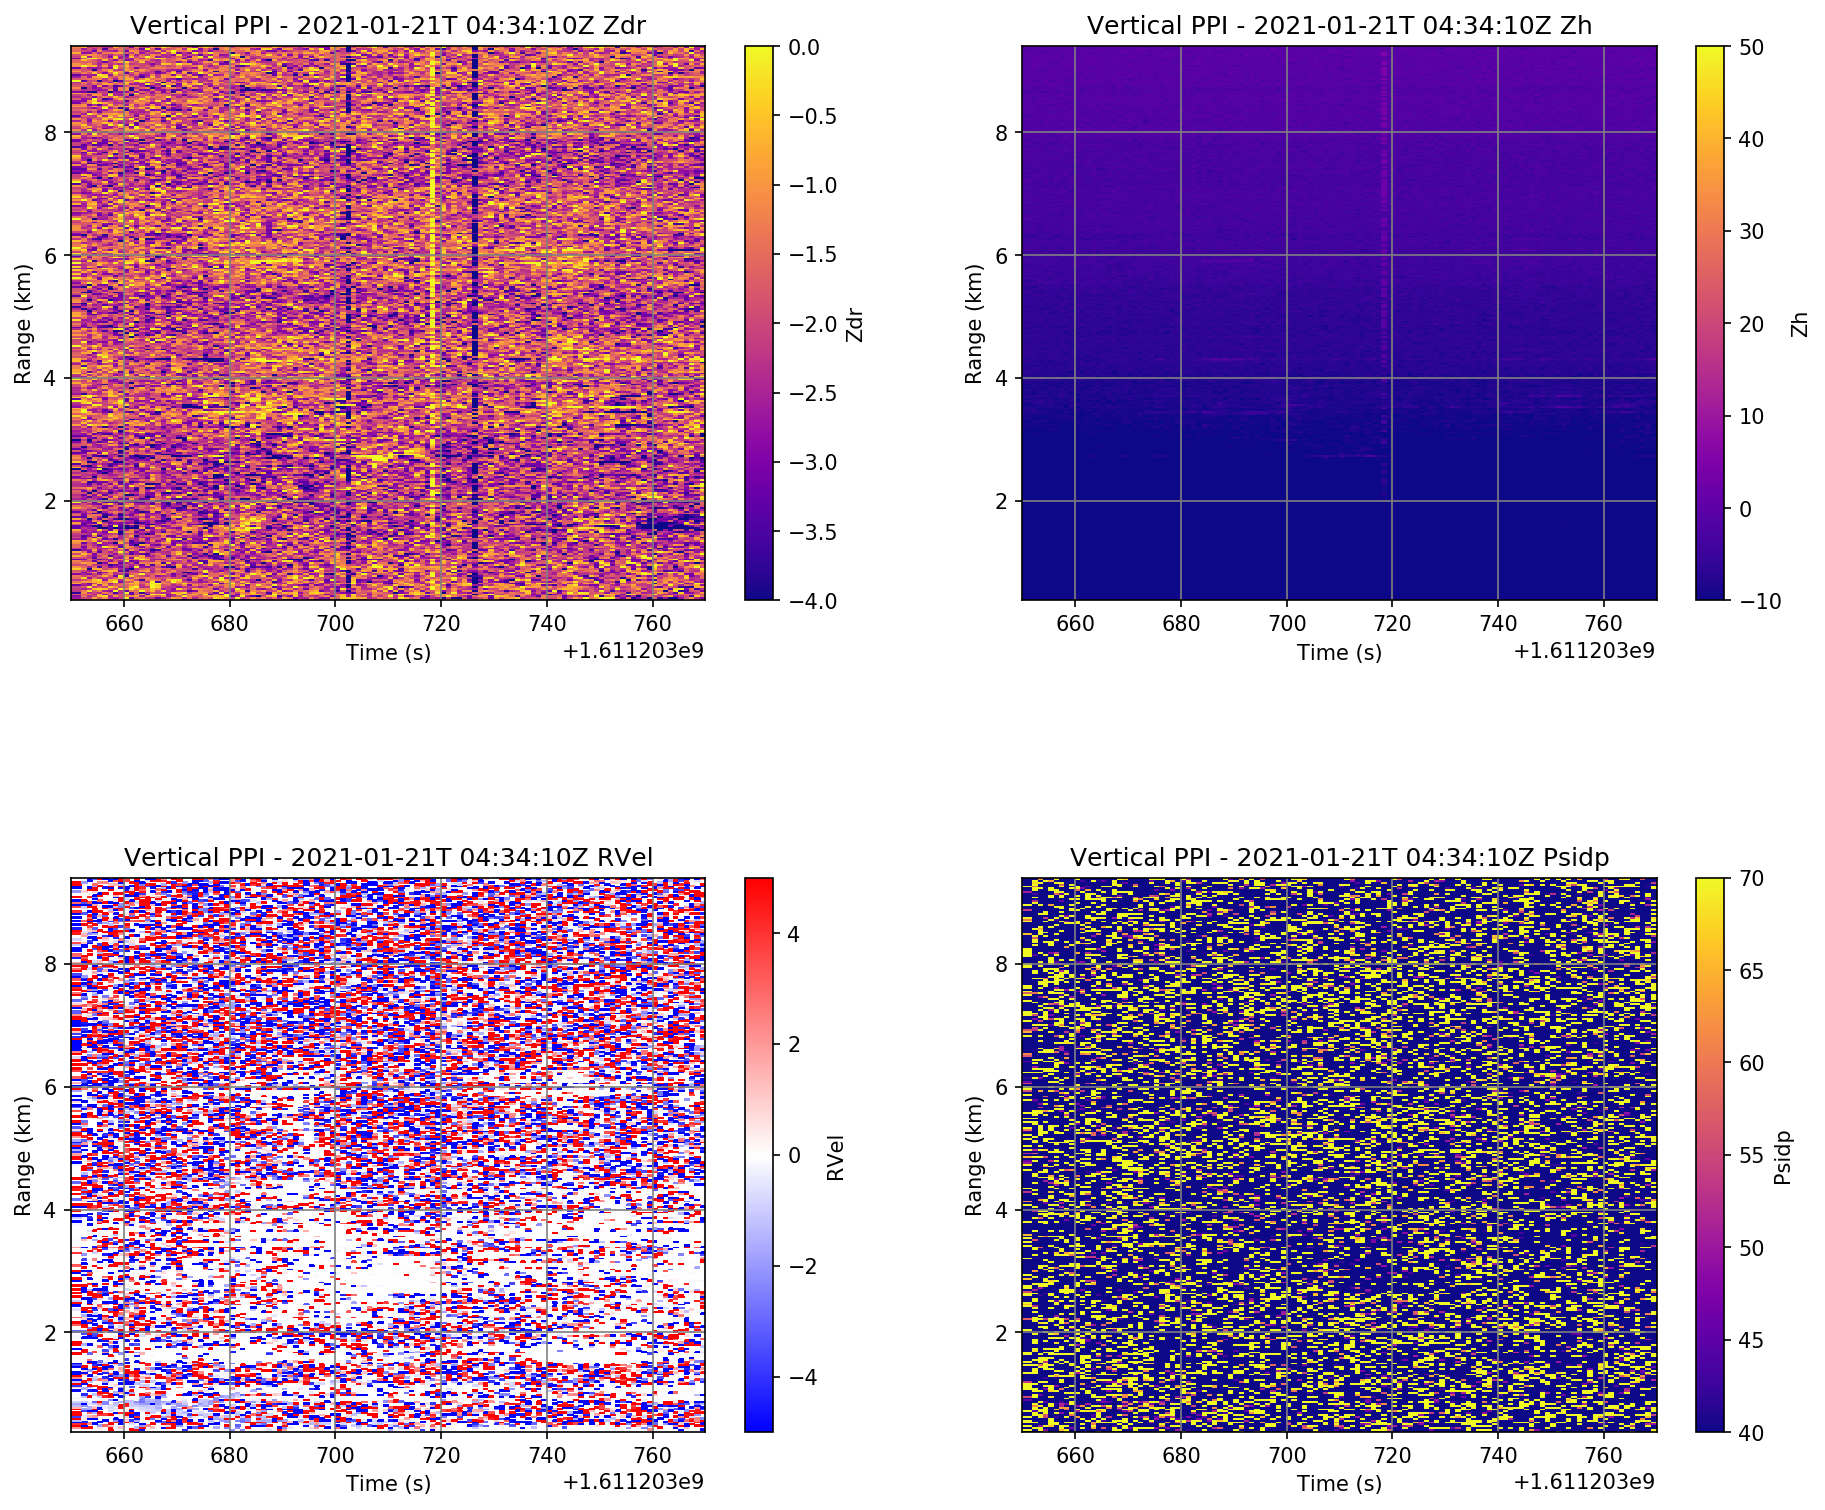 Vertical PPI - 2021-01-21T 04:34:10Z Zdr
Range (km)
8
6
4
2
660 680 700 720 740 760
Time (s)
+1.611203e9
0.0
−0.5
−1.0
−1.5
−2.0
−2.5
−3.0
−3.5
−4.0
Zdr
Vertical PPI - 2021-01-21T 04:34:10Z Zh
Range (km)
8
6
4
2
660 680 700 720 740 760
Time (s)
+1.611203e9
50
40
30
20
10
0
−10
Zh
Vertical PPI - 2021-01-21T 04:34:10Z RVel
Range (km)
8
6
4
2
660 680 700 720 740 760
Time (s)
+1.611203e9
4
2
0
−2
−4
RVel
Vertical PPI - 2021-01-21T 04:34:10Z Psidp
Range (km)
8
6
4
2
660 680 700 720 740 760
Time (s)
+1.611203e9
70
65
60
55
50
45
40
Psidp